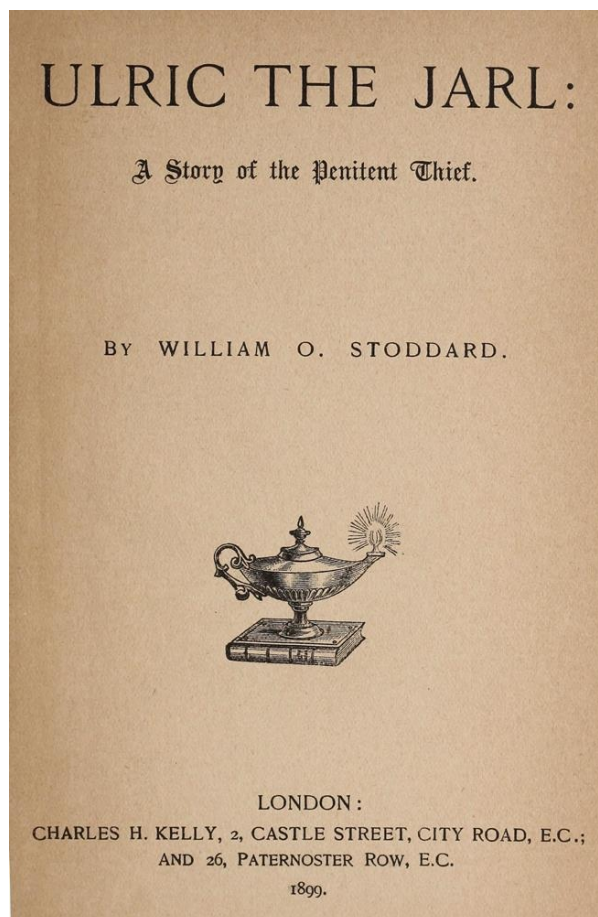 ULRIC THE JARL:
A Story of the Penitent Thief.
BY WILLIAM O. STODDARD.
LONDON:
CHARLES H. KELLY, 2, CASTLE STREET, CITY ROAD, E.C.;
AND 26, PATERNOSTER ROW, E.C.
1899.